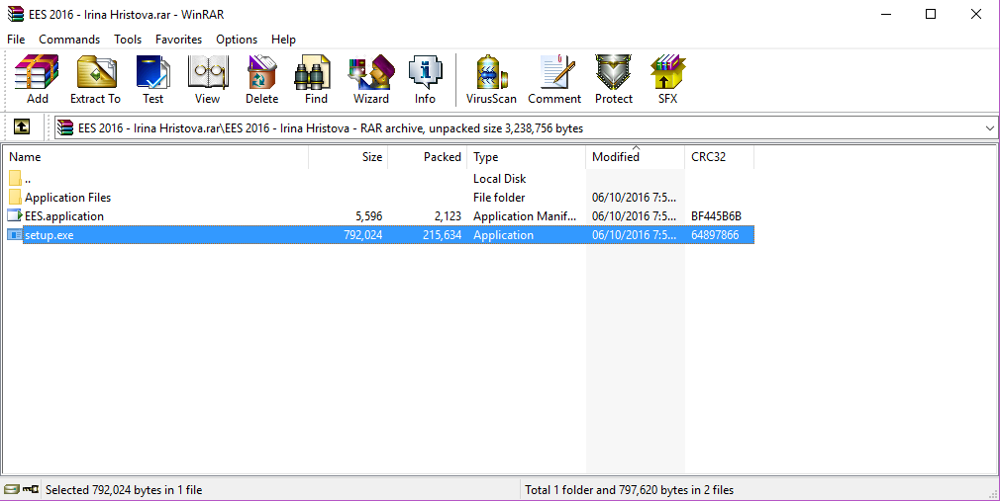 EES 2016 - Irina Hristova.rar - WinRAR
File Commands Tools Favorites Options Help
Add Extract To Test View Delete Find Wizard Info VirusScan Comment Protect SFX
EES 2016 - Irina Hristova.rar\EES 2016 - Irina Hristova - RAR archive, unpacked size 3,238,756 bytes
Name Size Packed Type Modified CRC32
.. Local Disk
Application Files File folder 06/10/2016 7:5...
EES.application 5,596 2,123 Application Manif... 06/10/2016 7:5... BF445B6B
setup.exe 792,024 215,634 Application 06/10/2016 7:5... 64897866
Selected 792,024 bytes in 1 file Total 1 folder and 797,620 bytes in 2 files